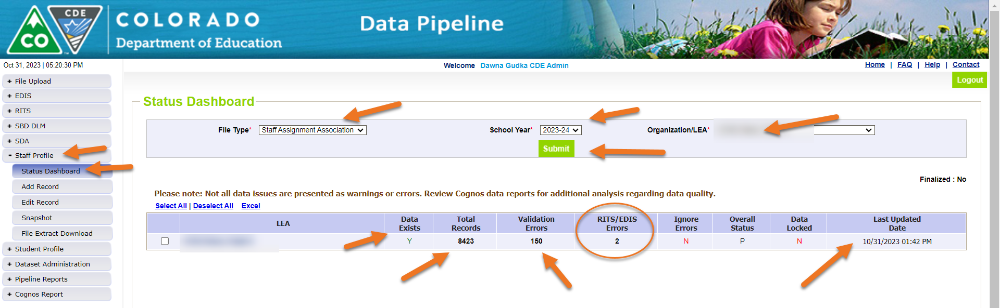 CDE
CO
COLORADO
Department of Education
Data Pipeline
Oct 31, 2023 | 05:20:30 PM
Welcome Dawna Gudka CDE Admin
Home | FAQ | Help | Contact
Logout
+ File Upload
+ EDIS
+ RITS
+ SBD DLM
+ SDA
- Staff Profile
Status Dashboard
Add Record
Edit Record
Snapshot
File Extract Download
+ Student Profile
+ Dataset Administration
+ Pipeline Reports
+ Cognos Report
Status Dashboard
File Type* Staff Assignment Association School Year* 2023-24 Organization/LEA*
Submit
Finalized : No
Please note: Not all data issues are presented as warnings or errors. Review Cognos data reports for additional analysis regarding data quality.
Select All | Deselect All Excel
LEA Data Exists Total Records Validation Errors RITS/EDIS Errors Ignore Errors Overall Status Data Locked Last Updated Date
Y 8423 150 2 N P N 10/31/2023 01:42 PM